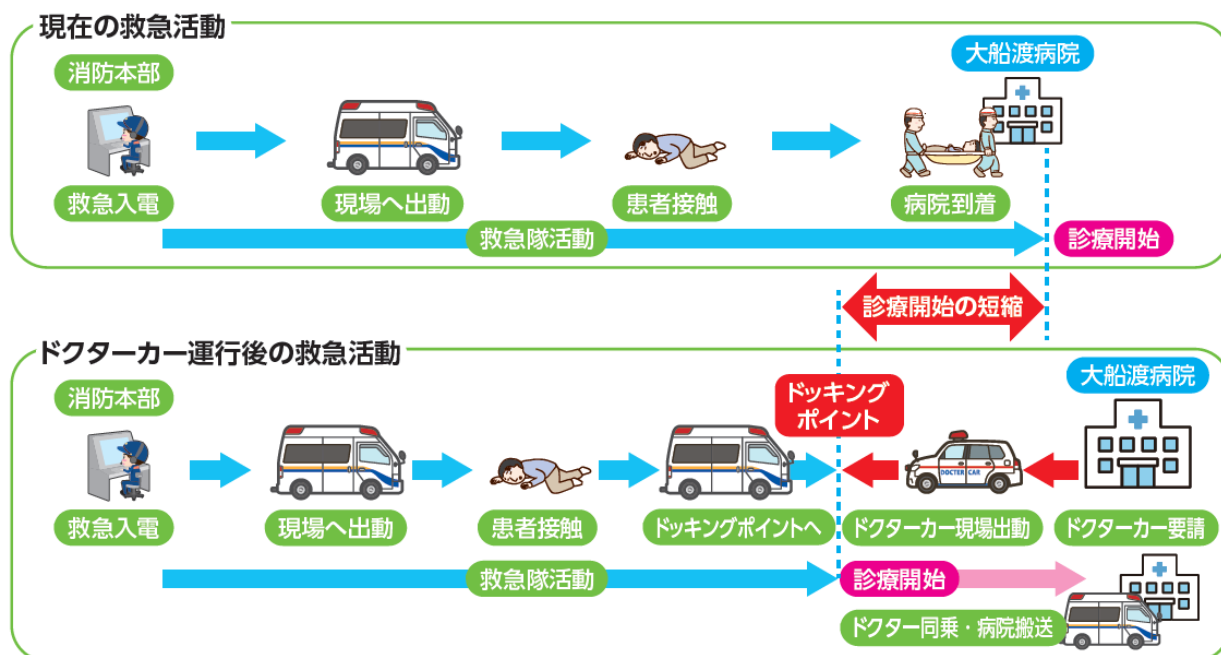 現在の救急活動
消防本部
大船渡病院
救急入電
現場へ出動
患者接触
病院到着
救急隊活動
診療開始
診療開始の短縮
ドクターカー運行後の救急活動
消防本部
ドッキング
ポイント
大船渡病院
DOCTER CAR
救急入電
現場へ出動
患者接触
ドッキングポイントへ
ドクターカー現場出動
ドクターカー要請
救急隊活動
診療開始
ドクター同乗・病院搬送